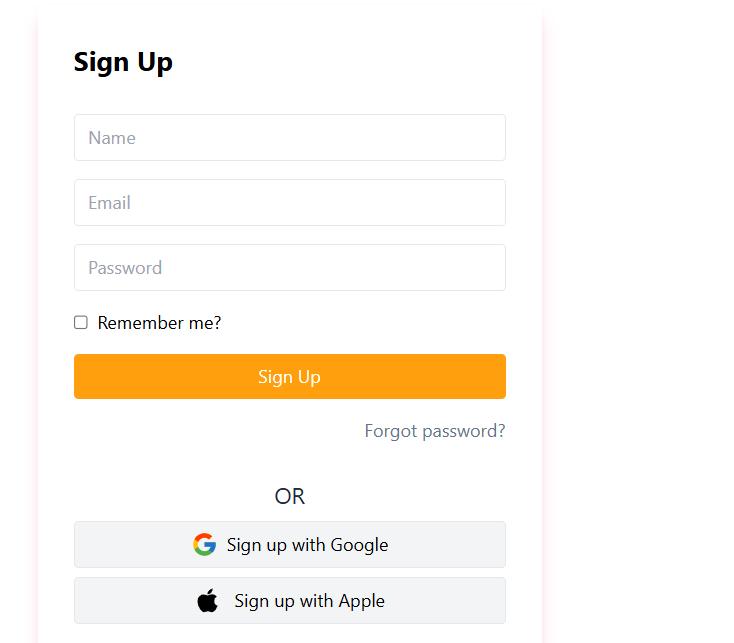 Sign Up
Name
Email
Password
Remember me?
Sign Up
Forgot password?
OR
Sign up with Google
Sign up with Apple